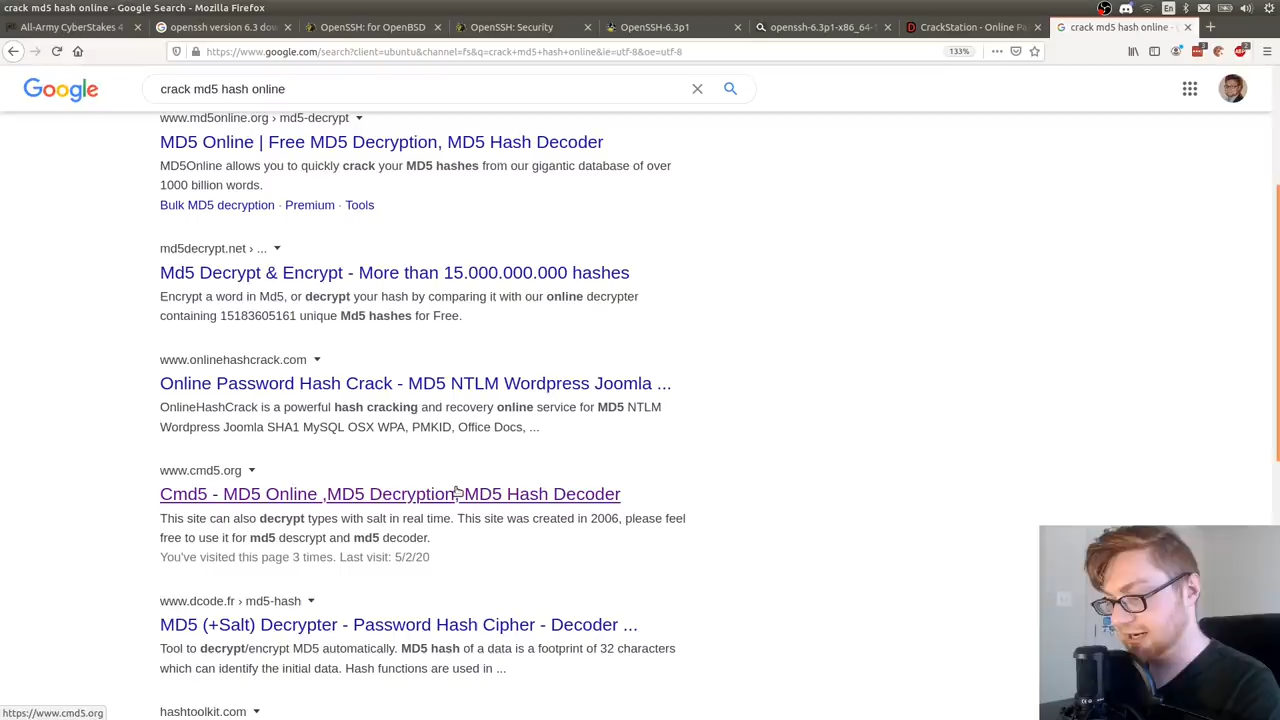 crack md5 hash online - Google Search - Mozilla Firefox
All-Army CyberStakes 4
openssh version 6.3 dow
OpenSSH: for OpenBSD
OpenSSH: Security
OpenSSH-6.3p1
openssh-6.3p1-x86_64-1
CrackStation - Online Pa
crack md5 hash online -
https://www.google.com/search?client=ubuntu&channel=fs&q=crack+md5+hash+online&ie=utf-8&oe=utf-8
133%
En
Google
crack md5 hash online
www.md5online.org › md5-decrypt
MD5 Online | Free MD5 Decryption, MD5 Hash Decoder
MD5Online allows you to quickly crack your MD5 hashes from our gigantic database of over
1000 billion words.
Bulk MD5 decryption · Premium · Tools
md5decrypt.net › ...
Md5 Decrypt & Encrypt - More than 15.000.000.000 hashes
Encrypt a word in Md5, or decrypt your hash by comparing it with our online decrypter
containing 15183605161 unique Md5 hashes for Free.
www.onlinehashcrack.com
Online Password Hash Crack - MD5 NTLM Wordpress Joomla ...
OnlineHashCrack is a powerful hash cracking and recovery online service for MD5 NTLM
Wordpress Joomla SHA1 MySQL OSX WPA, PMKID, Office Docs, ...
www.cmd5.org
Cmd5 - MD5 Online ,MD5 Decryption, MD5 Hash Decoder
This site can also decrypt types with salt in real time. This site was created in 2006, please feel
free to use it for md5 descrypt and md5 decoder.
You've visited this page 3 times. Last visit: 5/2/20
www.dcode.fr › md5-hash
MD5 (+Salt) Decrypter - Password Hash Cipher - Decoder ...
Tool to decrypt/encrypt MD5 automatically. MD5 hash of a data is a footprint of 32 characters
which can identify the initial data. Hash functions are used in ...
hashtoolkit.com
https://www.cmd5.org